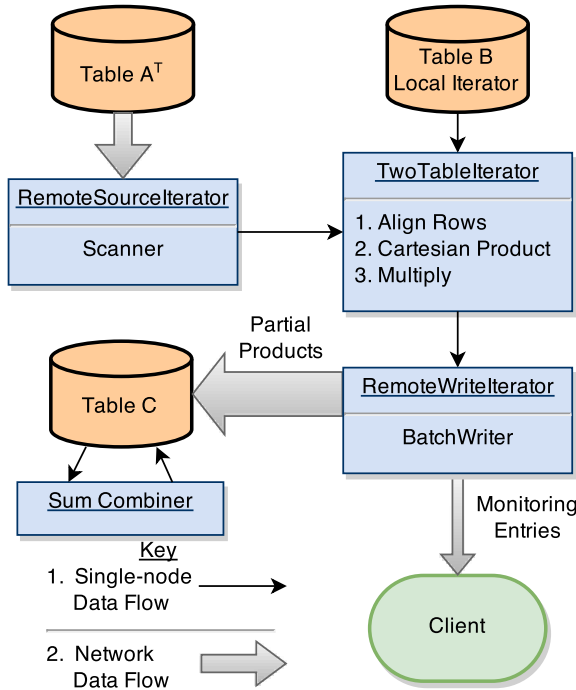 Table Aᵀ
Table B
Local Iterator
RemoteSourceIterator
Scanner
TwoTableIterator
1. Align Rows
2. Cartesian Product
3. Multiply
Partial
Products
Table C
RemoteWriteIterator
BatchWriter
Sum Combiner
Monitoring
Entries
Key
1. Single-node
Data Flow
2. Network
Data Flow
Client